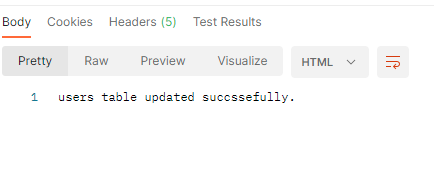 Body Cookies Headers (5) Test Results
Pretty Raw Preview Visualize HTML
1 users table updated succssefully.